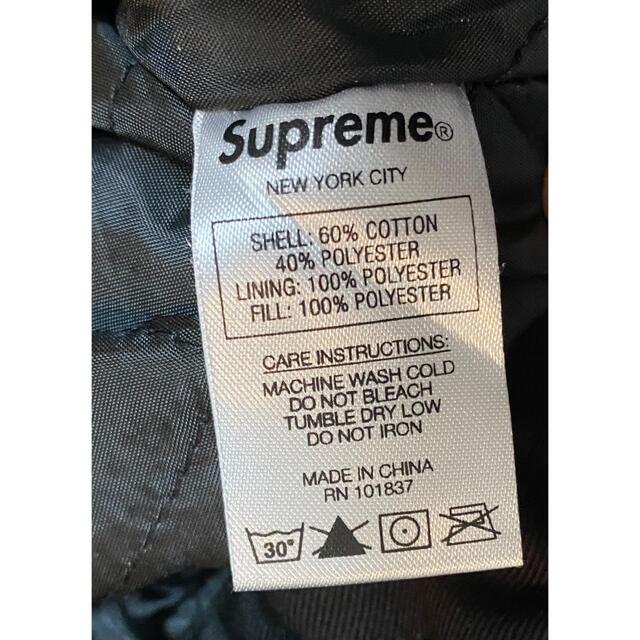 Supreme®
NEW YORK CITY
SHELL: 60% COTTON
40% POLYESTER
LINING: 100% POLYESTER
FILL: 100% POLYESTER
CARE INSTRUCTIONS:
MACHINE WASH COLD
DO NOT BLEACH
TUMBLE DRY LOW
DO NOT IRON
MADE IN CHINA
RN 101837
30°